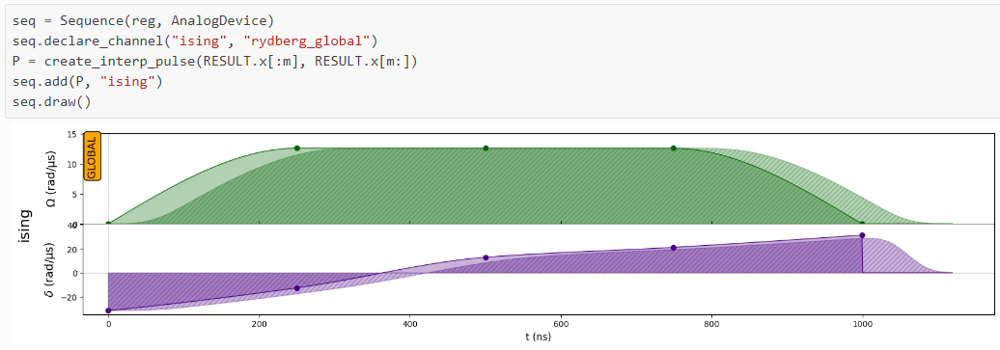 seq = Sequence(reg, AnalogDevice)
seq.declare_channel("ising", "rydberg_global")
P = create_interp_pulse(RESULT.x[:m], RESULT.x[m:])
seq.add(P, "ising")
seq.draw()
GLOBAL
ising
Ω (rad/µs)
15
10
5
δ (rad/µs)
20
0
−20
0 200 400 600 800 1000
t (ns)